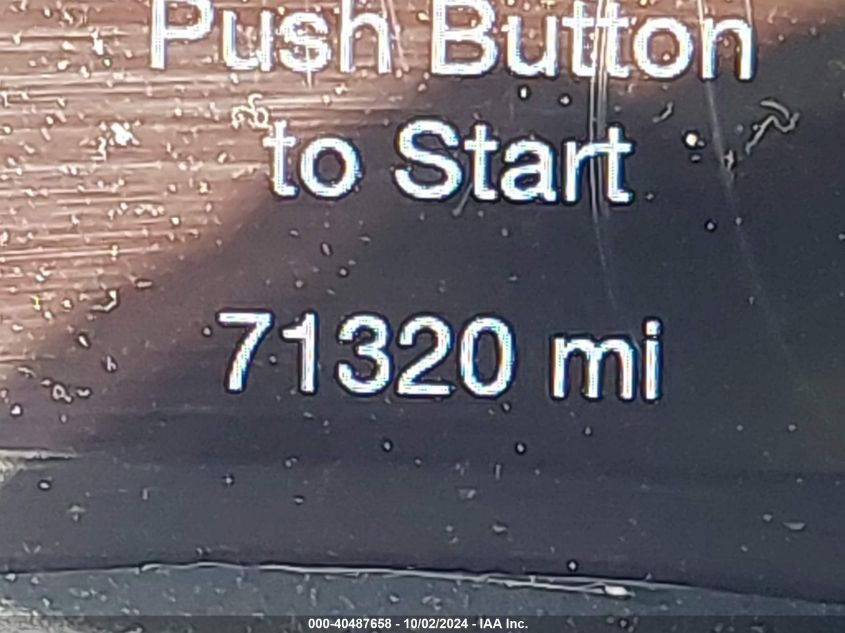 Push Button
to Start
71320 mi
000-40487658 - 10/02/2024 - IAA Inc.